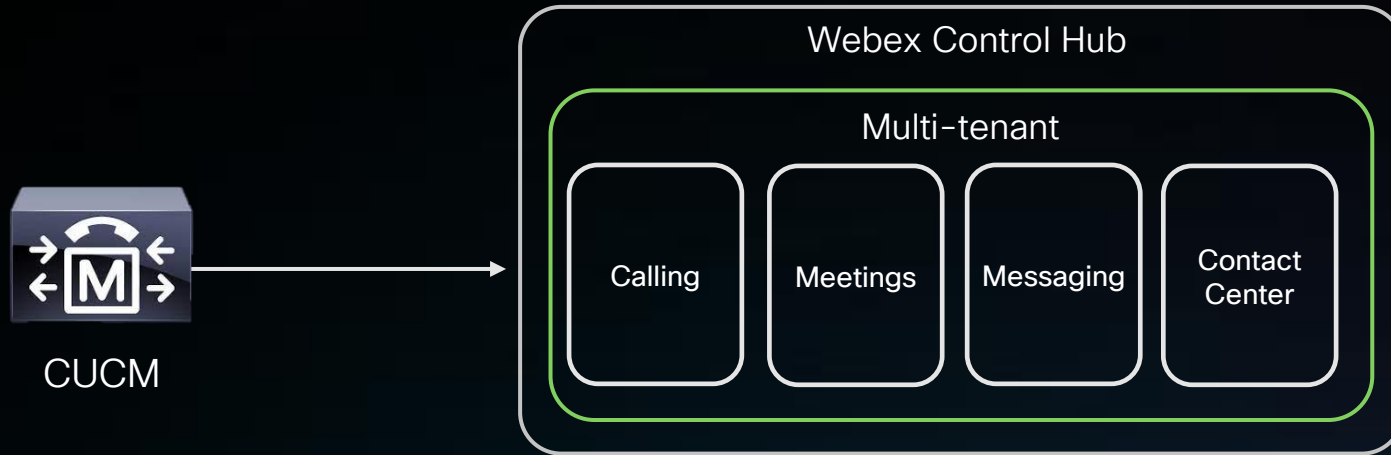 Webex Control Hub
Multi-tenant
Calling
Meetings
Messaging
Contact
Center
M
CUCM